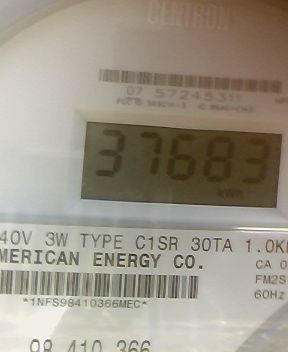 CENTRON
07 57245311
37683
kWh
40V 3W TYPE C1SR 30TA 1.0K
MERICAN ENERGY CO.
CA 0
FM2S
*1NFS98410366MEC*
60Hz
98 410 366